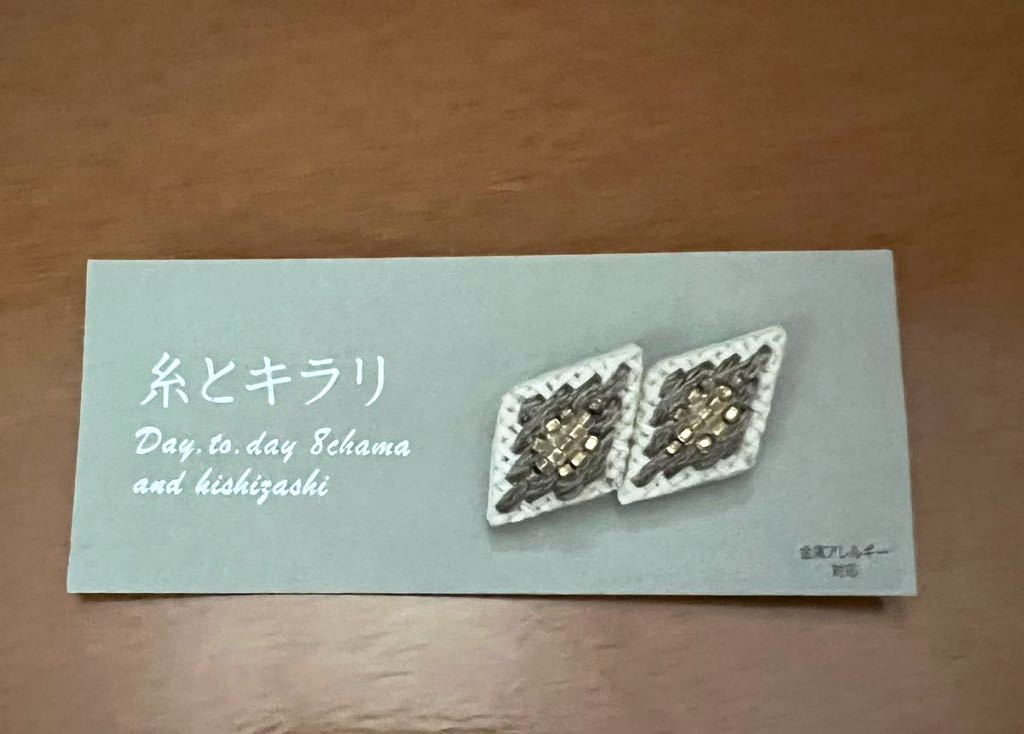 糸とキラリ
Day.to.day 8chama
and hishizashi
金属アレルギー
対応